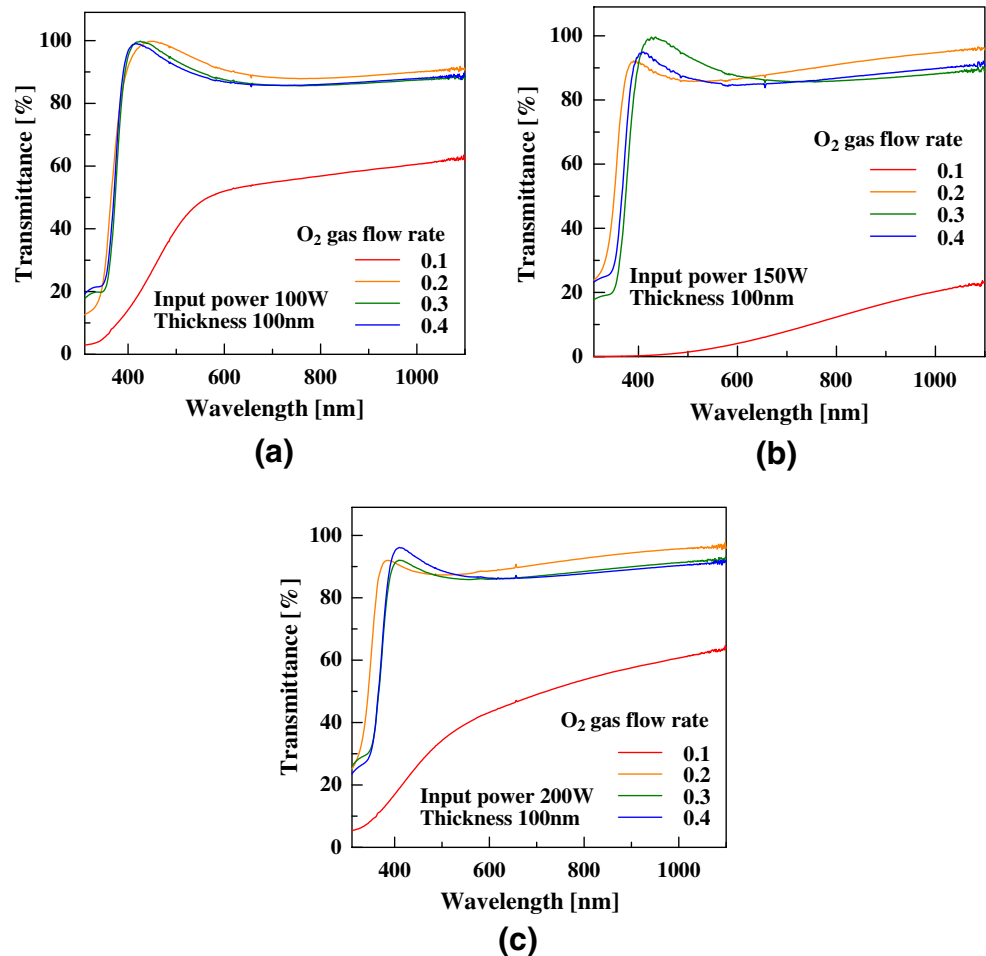 100
80
60
40
20
0
Transmittance [%]
O2 gas flow rate
0.1
0.2
0.3
0.4
Input power 100W
Thickness 100nm
400 600 800 1000
Wavelength [nm]
(a)
100
80
60
40
20
0
Transmittance [%]
O2 gas flow rate
0.1
0.2
0.3
0.4
Input power 150W
Thickness 100nm
400 600 800 1000
Wavelength [nm]
(b)
100
80
60
40
20
0
Transmittance [%]
O2 gas flow rate
0.1
0.2
0.3
0.4
Input power 200W
Thickness 100nm
400 600 800 1000
Wavelength [nm]
(c)